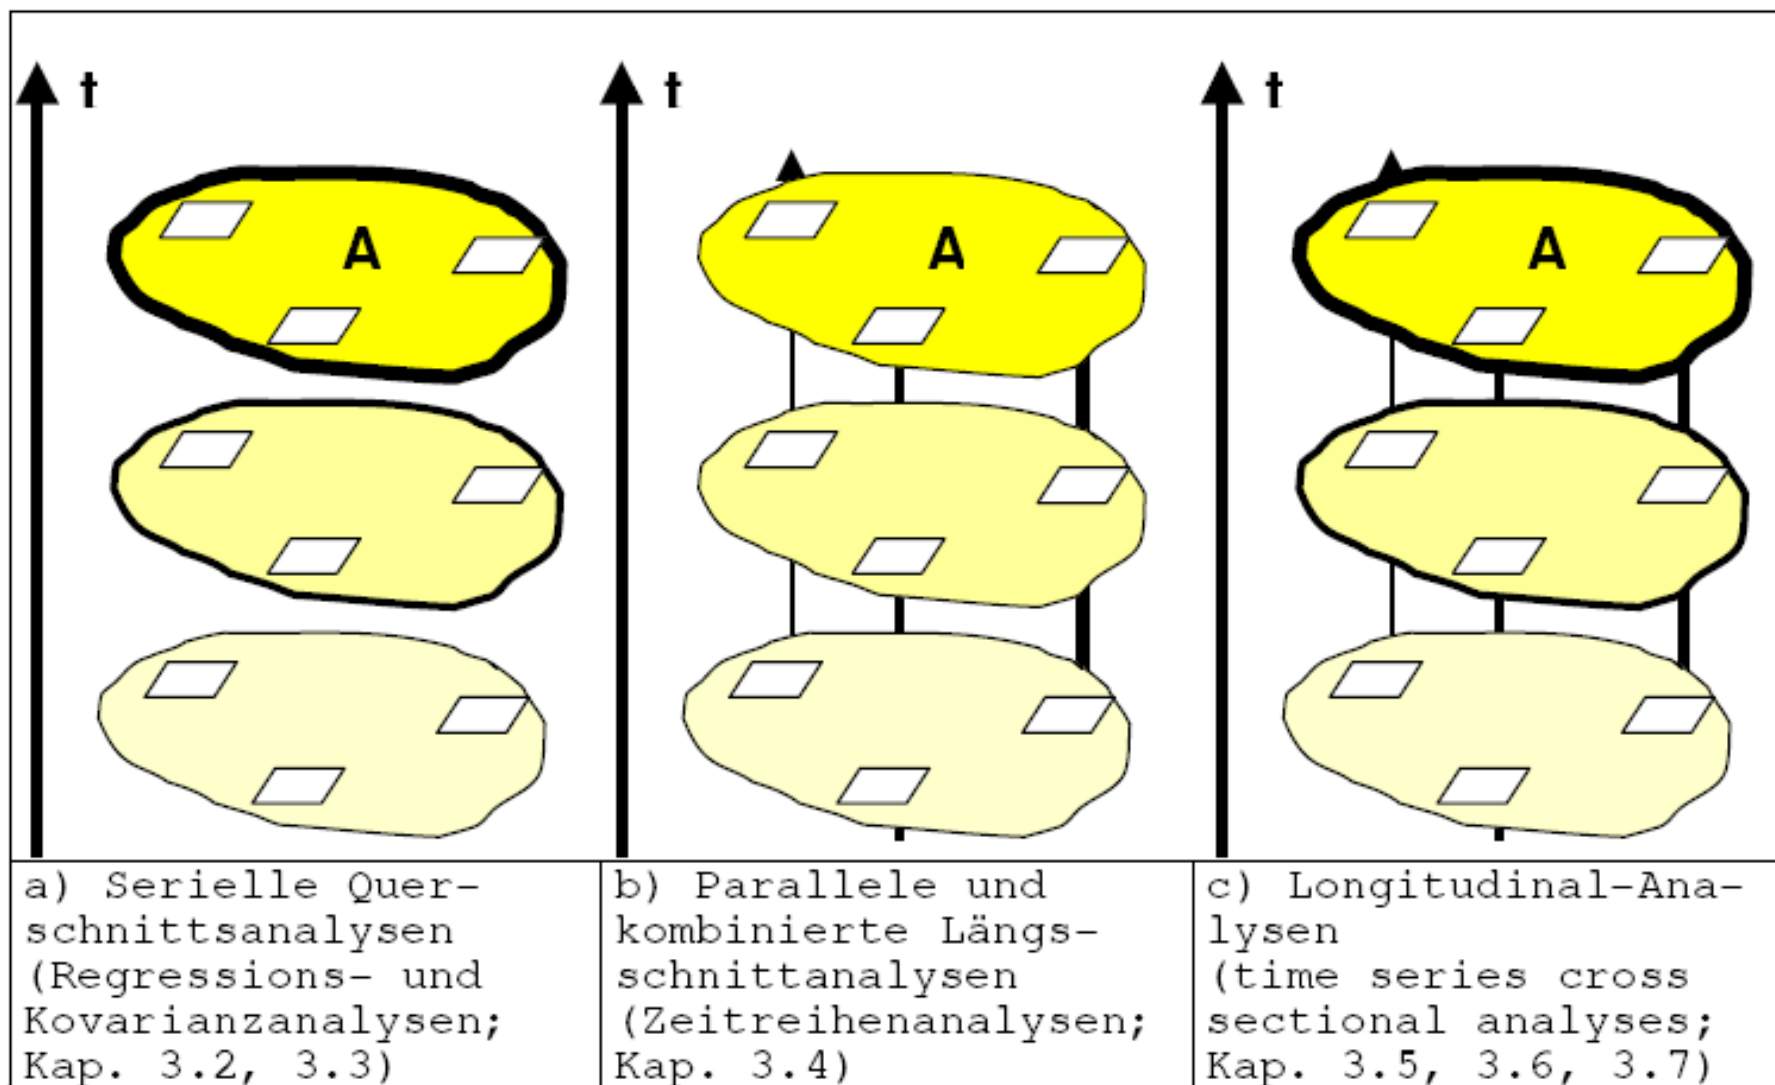 t
t
t
A
A
A
a) Serielle Quer-
schnittsanalysen
(Regressions- und
Kovarianzanalysen;
Kap. 3.2, 3.3)
b) Parallele und
kombinierte Längs-
schnittanalysen
(Zeitreihenanalysen;
Kap. 3.4)
c) Longitudinal-Ana-
lysen
(time series cross
sectional analyses;
Kap. 3.5, 3.6, 3.7)